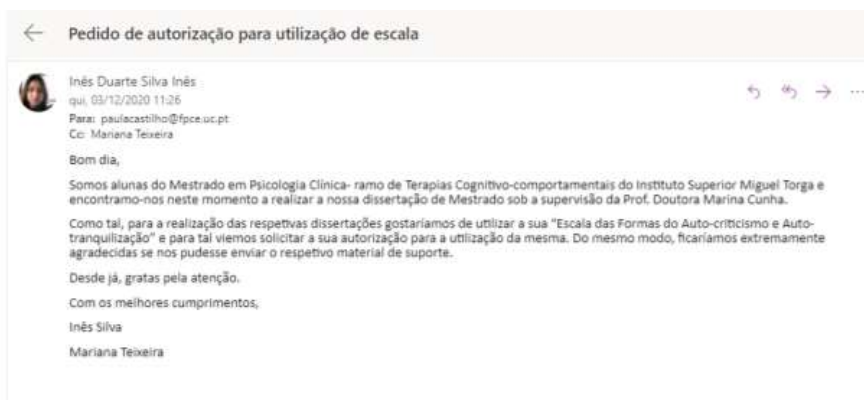 Pedido de autorização para utilização de escala
Inês Duarte Silva Inês
qui, 03/12/2020 11:26
Para: paulacastilho@fpce.uc.pt
Cc: Mariana Teixeira
Bom dia,
Somos alunas do Mestrado em Psicologia Clínica- ramo de Terapias Cognitivo-comportamentais do Instituto Superior Miguel Torga e
encontramo-nos neste momento a realizar a nossa dissertação de Mestrado sob a supervisão da Prof. Doutora Marina Cunha.
Como tal, para a realização das respetivas dissertações gostaríamos de utilizar a sua "Escala das Formas do Auto-criticismo e Auto-
tranquilização" e para tal viemos solicitar a sua autorização para a utilização da mesma. Do mesmo modo, ficaríamos extremamente
agradecidas se nos pudesse enviar o respetivo material de suporte.
Desde já, gratas pela atenção.
Com os melhores cumprimentos,
Inês Silva
Mariana Teixeira